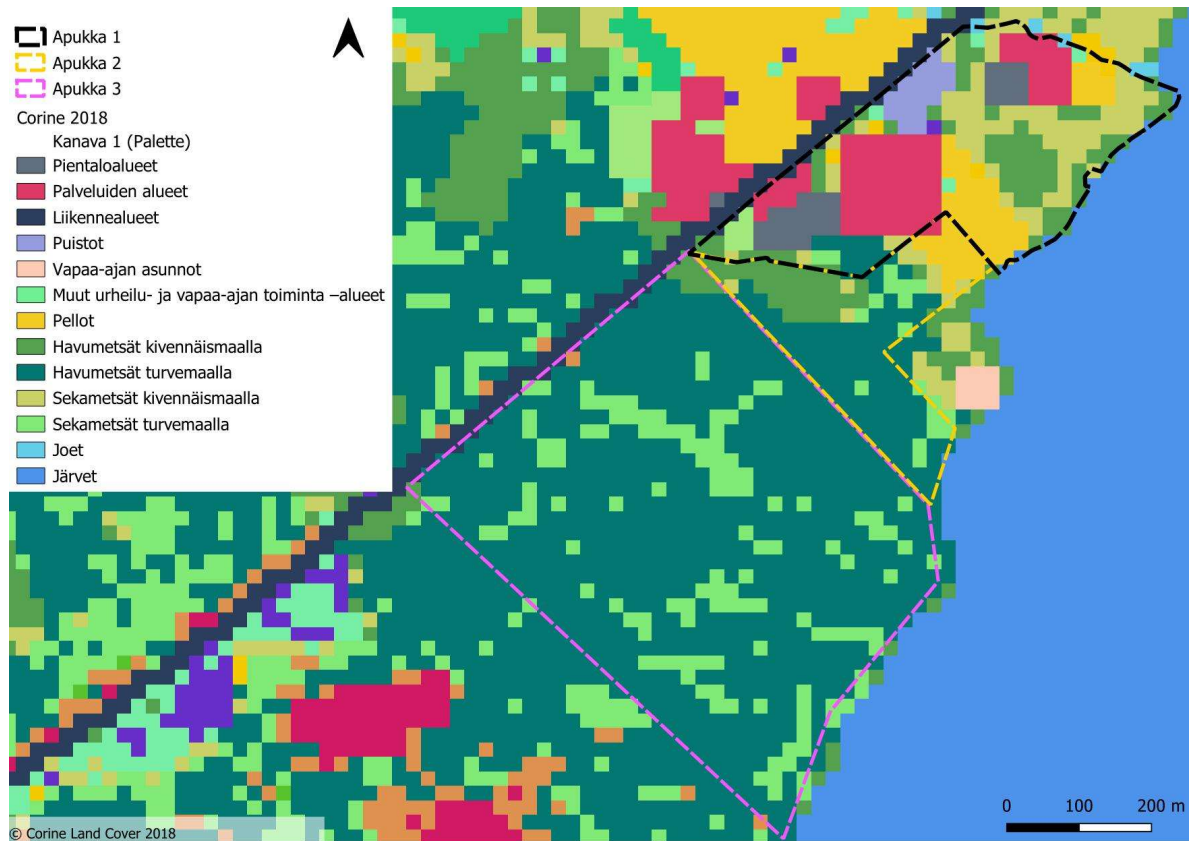 Apukka 1
Apukka 2
Apukka 3
Corine 2018
Kanava 1 (Palette)
Pientaloalueet
Palveluiden alueet
Liikennealueet
Puistot
Vapaa-ajan asunnot
Muut urheilu- ja vapaa-ajan toiminta –alueet
Pellot
Havumetsät kivennäismaalla
Havumetsät turvemaalla
Sekametsät kivennäismaalla
Sekametsät turvemaalla
Joet
Järvet
0 100 200 m
© Corine Land Cover 2018